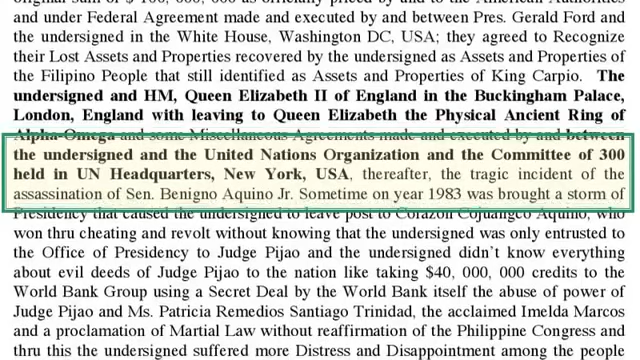 original sum of $ 100, 000, 000 as officially priced by and to the American Authorities
and under Federal Agreement made and executed by and between Pres. Gerald Ford and
the undersigned in the White House, Washington DC, USA; they agreed to Recognize
their Lost Assets and Properties recovered by the undersigned as Assets and Properties of
the Filipino People that still identified as Assets and Properties of King Carpio. The
undersigned and HM, Queen Elizabeth II of England in the Buckingham Palace,
London, England with leaving to Queen Elizabeth the Physical Ancient Ring of
Alpha-Omega and some Miscellaneous Agreements made and executed by and between
the undersigned and the United Nations Organization and the Committee of 300
held in UN Headquarters, New York, USA, thereafter, the tragic incident of the
assassination of Sen. Benigno Aquino Jr. Sometime on year 1983 was brought a storm of
Presidency that caused the undersigned to leave post to Corazon Cojuangco Aquino, who
won thru cheating and revolt without knowing that the undersigned was only entrusted to
the Office of Presidency to Judge Pijao and the undersigned didn't know everything
about evil deeds of Judge Pijao to the nation like taking $40, 000, 000 credits to the
World Bank Group using a Secret Deal by the World Bank itself the abuse of power of
Judge Pijao and Ms. Patricia Remedios Santiago Trinidad, the acclaimed Imelda Marcos
and a proclamation of Martial Law without reaffirmation of the Philippine Congress and
thru this the undersigned suffered more Distress and Disappointment among the people